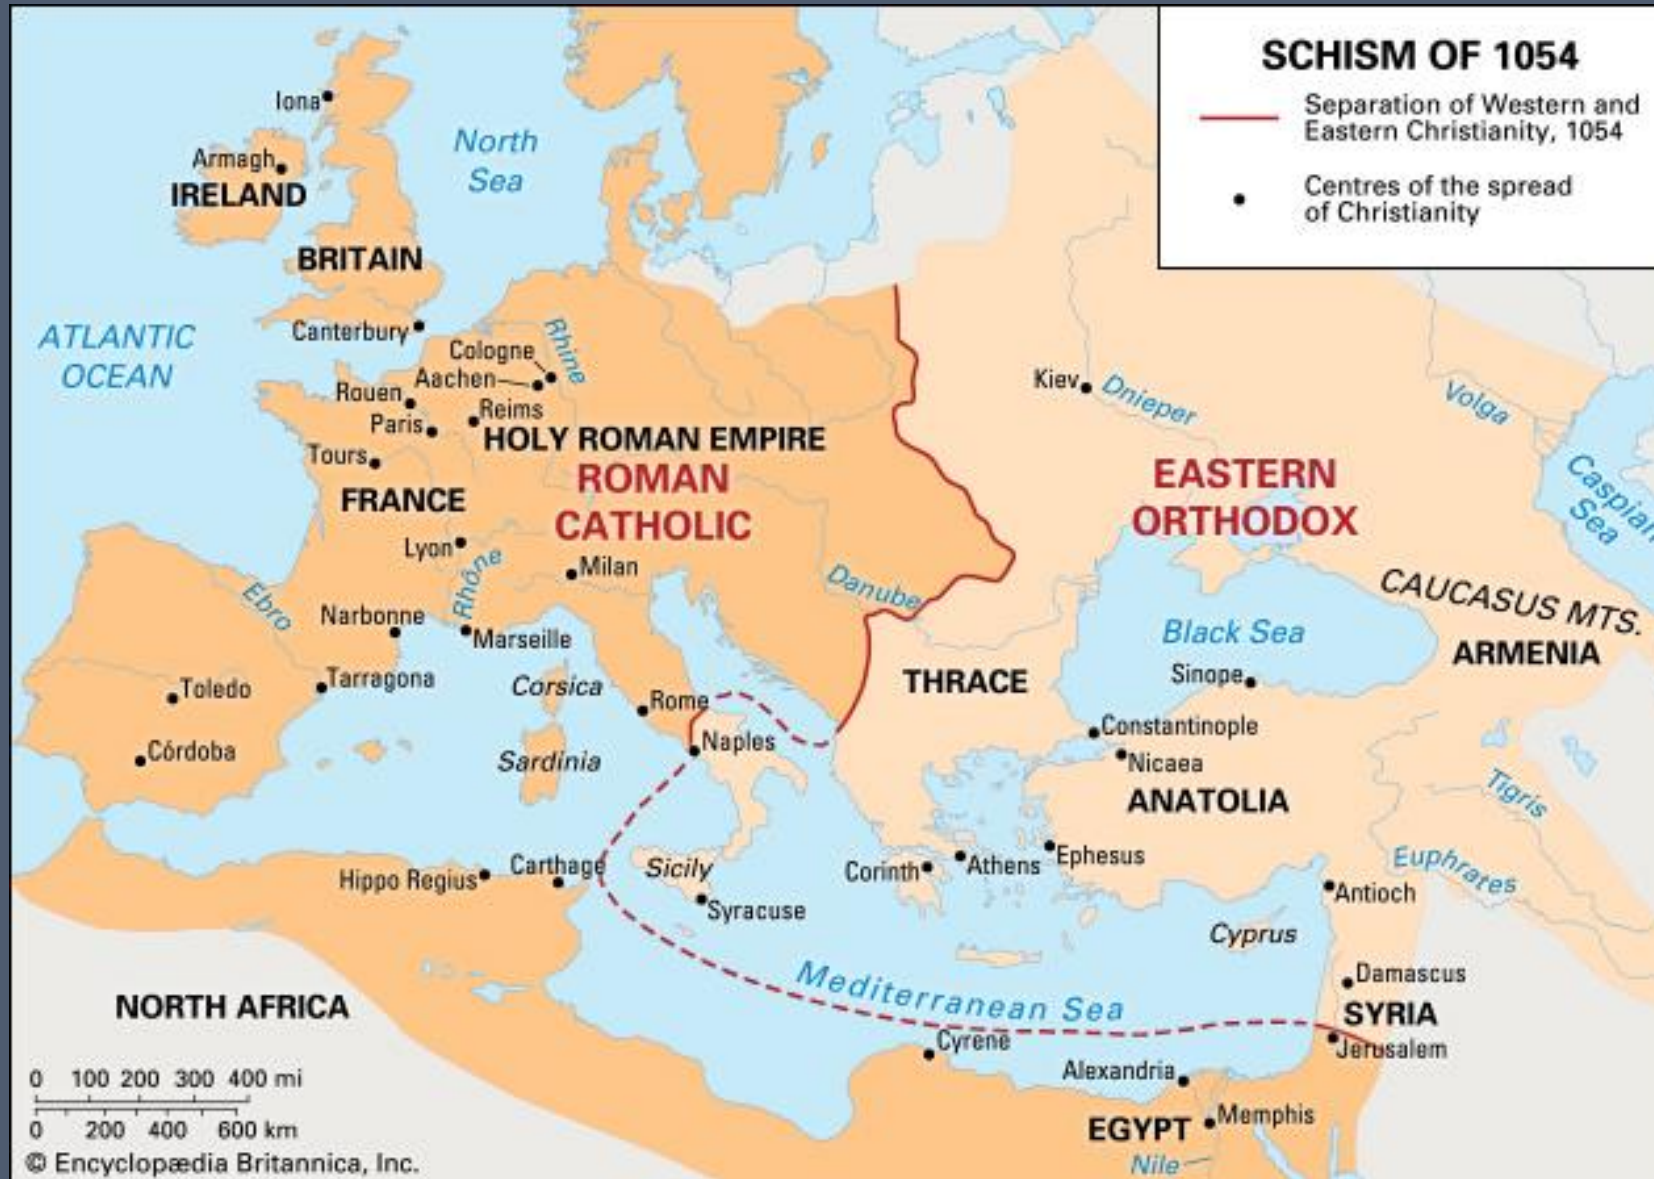 SCHISM OF 1054
Separation of Western and
Eastern Christianity, 1054
Centres of the spread
of Christianity
Iona
Armagh
IRELAND
North
Sea
BRITAIN
ATLANTIC
OCEAN
Canterbury
Cologne
Rhine
Aachen
Rouen
Reims
Paris
HOLY ROMAN EMPIRE
Tours
ROMAN
CATHOLIC
FRANCE
Lyon
Rhône
Milan
Danube
Kiev
Dnieper
Volga
EASTERN
ORTHODOX
Caspian
Sea
CAUCASUS MTS.
ARMENIA
Black Sea
Sinope
THRACE
Ebro
Narbonne
Marseille
Toledo
Tarragona
Corsica
Rome
Córdoba
Sardinia
Naples
Constantinople
Nicaea
ANATOLIA
Tigris
Euphrates
Hippo Regius
Carthage
Sicily
Syracuse
Corinth
Athens
Ephesus
Antioch
Cyprus
Damascus
SYRIA
Jerusalem
Mediterranean Sea
NORTH AFRICA
Cyrene
Alexandria
EGYPT
Memphis
Nile
0 100 200 300 400 mi
0 200 400 600 km
© Encyclopædia Britannica, Inc.